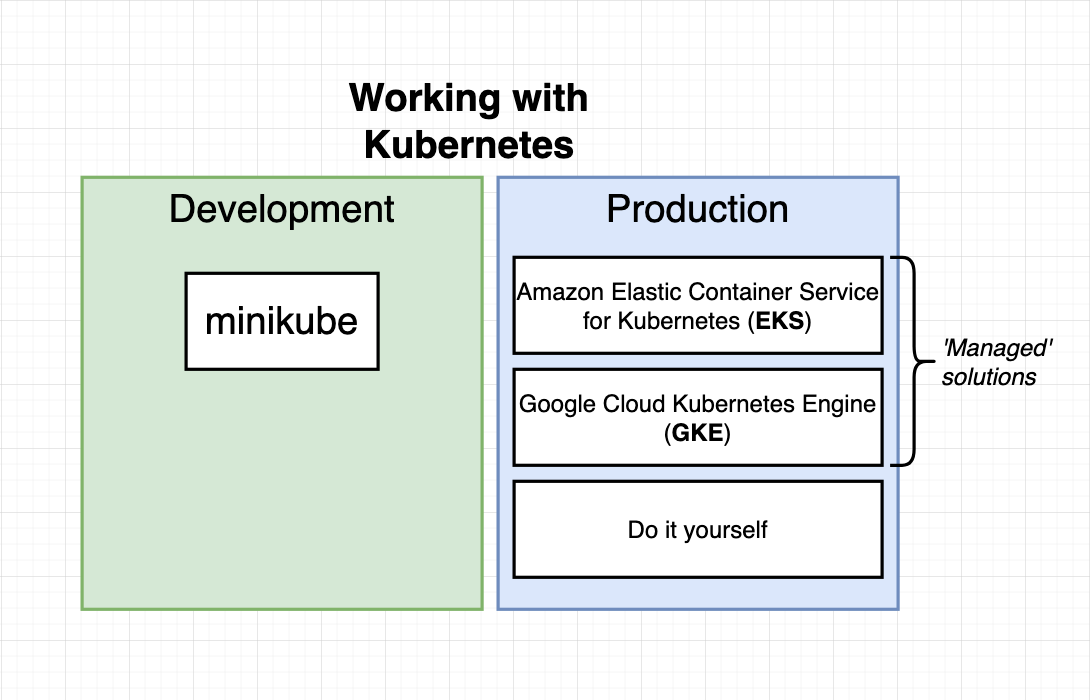 Working with
Kubernetes
Development
minikube
Production
Amazon Elastic Container Service
for Kubernetes (EKS)
Google Cloud Kubernetes Engine
(GKE)
Do it yourself
'Managed'
solutions